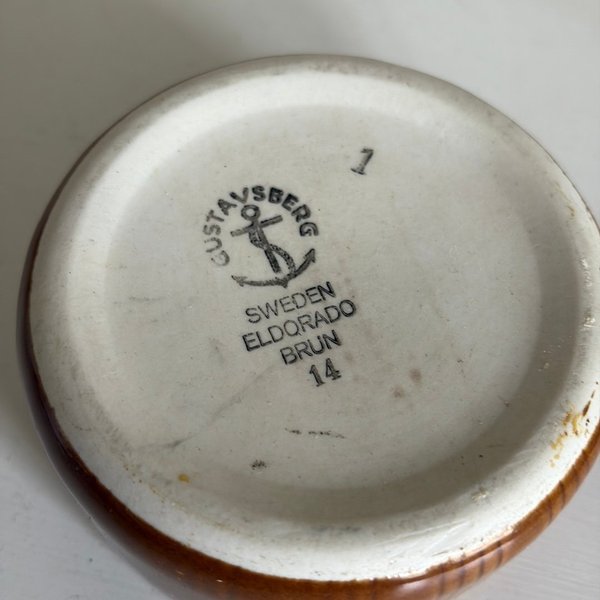 1
GUSTAVSBERG
SWEDEN
ELDORADO
BRUN
14